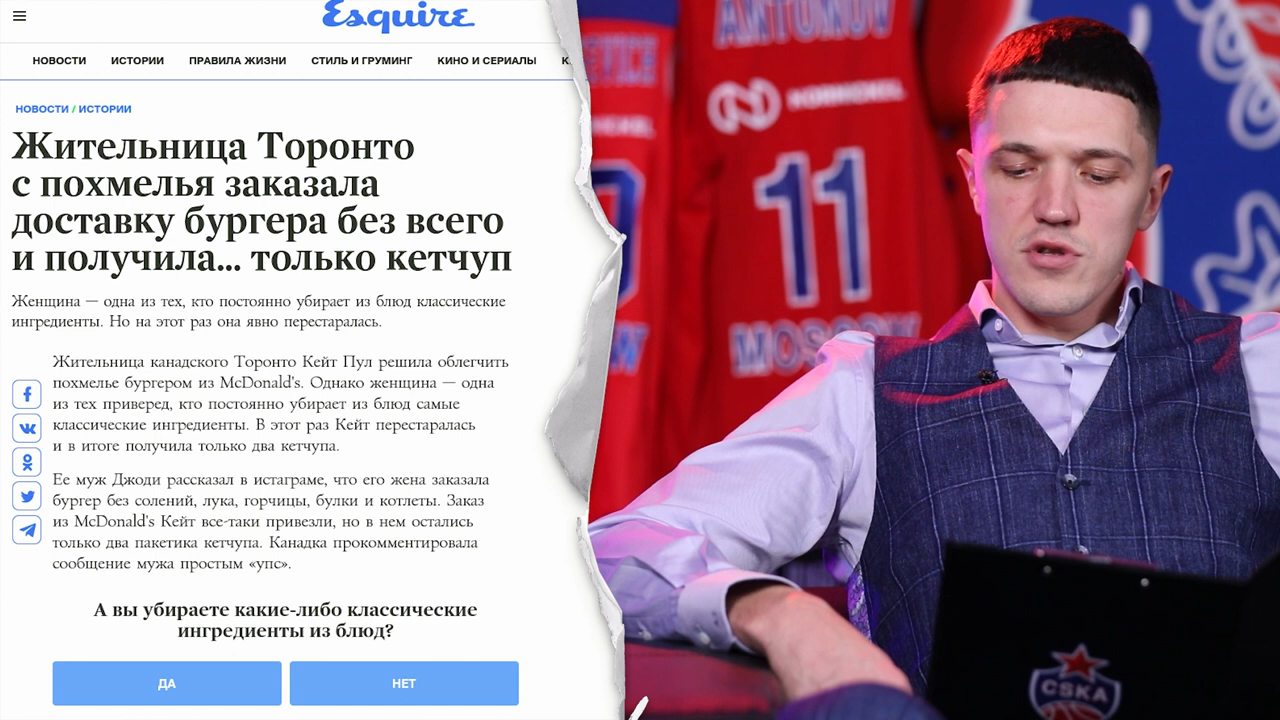 Esquire
НОВОСТИ ИСТОРИИ ПРАВИЛА ЖИЗНИ СТИЛЬ И ГРУМИНГ КИНО И СЕРИАЛЫ
НОВОСТИ / ИСТОРИИ
Жительница Торонто
с похмелья заказала
доставку бургера без всего
и получила... только кетчуп
Женщина — одна из тех, кто постоянно убирает из блюд классические
ингредиенты. Но на этот раз она явно перестаралась.
Жительница канадского Торонто Кейт Пул решила облегчить
похмелье бургером из McDonald's. Однако женщина — одна
из тех приверед, кто постоянно убирает из блюд самые
классические ингредиенты. В этот раз Кейт перестаралась
и в итоге получила только два кетчупа.
Ее муж Джоди рассказал в истаграме, что его жена заказала
бургер без солений, лука, горчицы, булки и котлеты. Заказ
из McDonald's Кейт все-таки привезли, но в нем остались
только два пакетика кетчупа. Канадка прокомментировала
сообщение мужа простым «упс».
А вы убираете какие-либо классические
ингредиенты из блюд?
ДА
НЕТ
ANTONOV
11
MOSCOW
CSKA